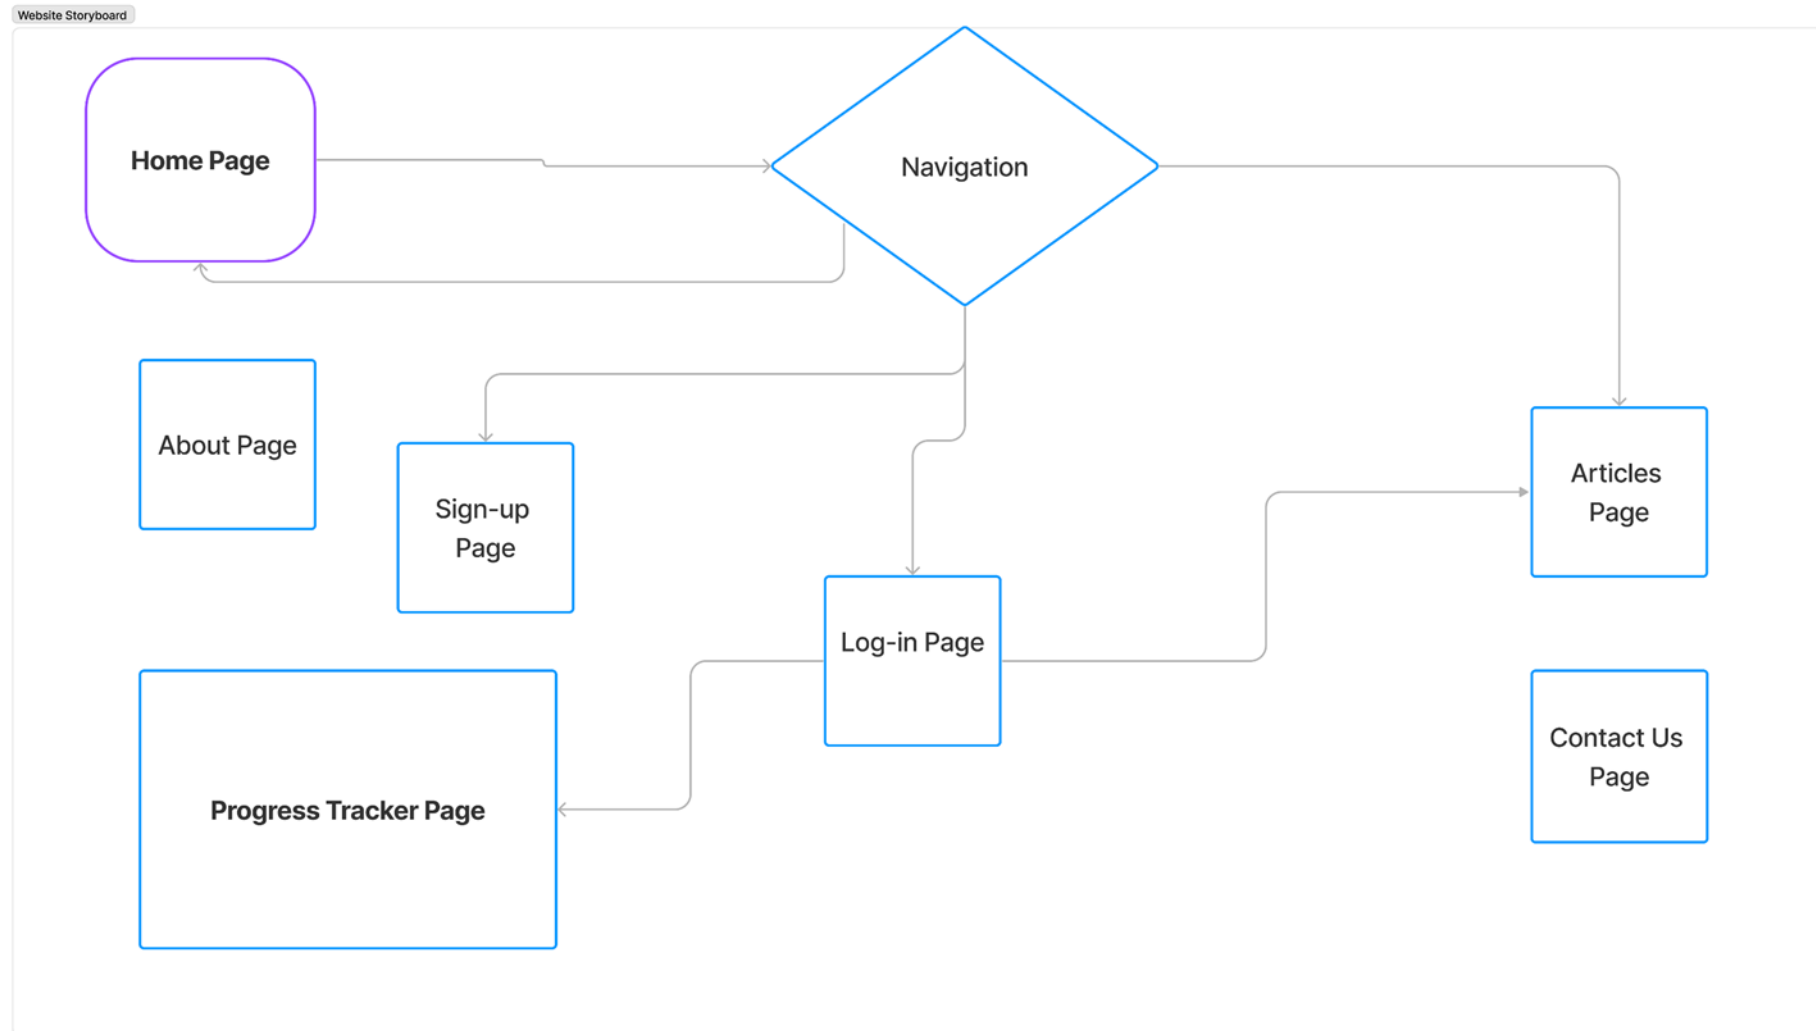 Website Storyboard
Home Page
Navigation
About Page
Sign-up
Page
Articles
Page
Log-in Page
Contact Us
Page
Progress Tracker Page